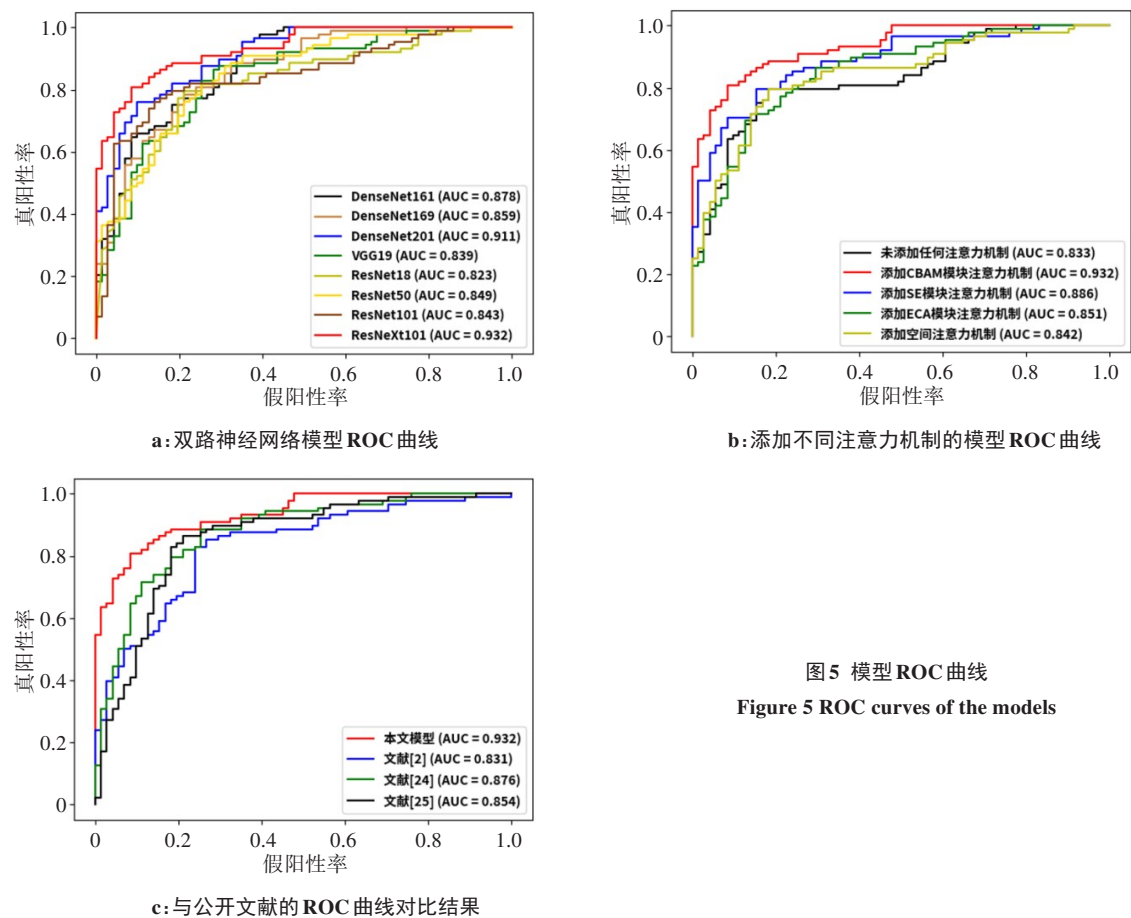 1.0
0.8
0.6
0.4
0.2
0
真阳性率
DenseNet161 (AUC = 0.878)
DenseNet169 (AUC = 0.859)
DenseNet201 (AUC = 0.911)
VGG19 (AUC = 0.839)
ResNet18 (AUC = 0.823)
ResNet50 (AUC = 0.849)
ResNet101 (AUC = 0.843)
ResNeXt101 (AUC = 0.932)
0 0.2 0.4 0.6 0.8 1.0
假阳性率
a:双路神经网络模型ROC曲线
1.0
0.8
0.6
0.4
0.2
0
真阳性率
未添加任何注意力机制 (AUC = 0.833)
添加CBAM模块注意力机制 (AUC = 0.932)
添加SE模块注意力机制 (AUC = 0.886)
添加ECA模块注意力机制 (AUC = 0.851)
添加空间注意力机制 (AUC = 0.842)
0 0.2 0.4 0.6 0.8 1.0
假阳性率
b:添加不同注意力机制的模型ROC曲线
1.0
0.8
0.6
0.4
0.2
0
真阳性率
本文模型 (AUC = 0.932)
文献[2] (AUC = 0.831)
文献[24] (AUC = 0.876)
文献[25] (AUC = 0.854)
0 0.2 0.4 0.6 0.8 1.0
假阳性率
c:与公开文献的ROC曲线对比结果
图5 模型ROC曲线
Figure 5 ROC curves of the models